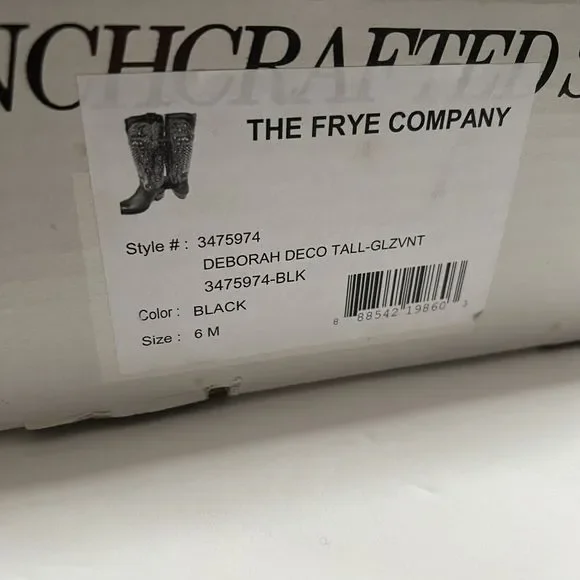 NCHCRAFTED S
THE FRYE COMPANY
Style # : 3475974
DEBORAH DECO TALL-GLZVNT
3475974-BLK
Color : BLACK
Size : 6 M
8 88542 19860 3